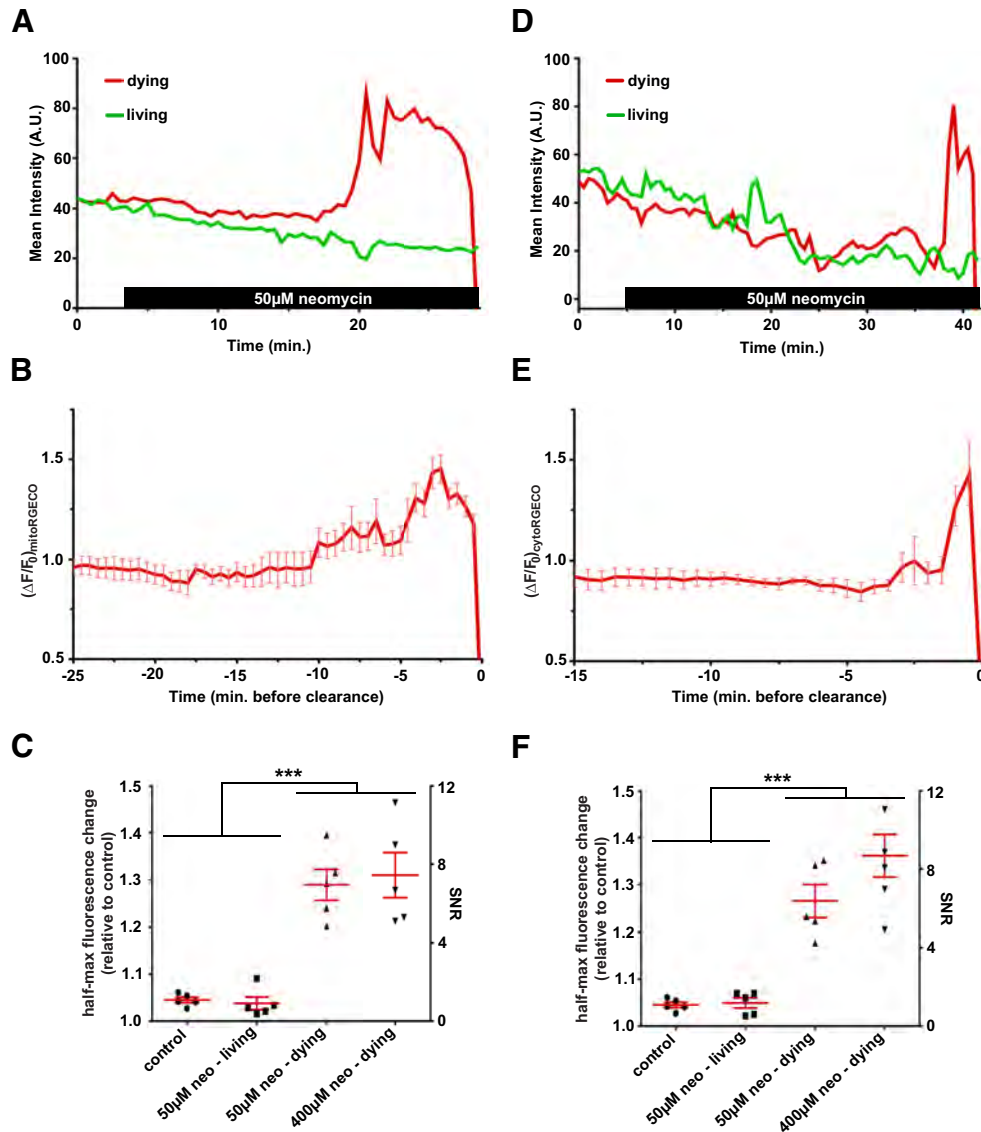 A
100
80
60
40
20
0
Mean Intensity (A.U.)
dying
living
50µM neomycin
0
10
20
Time (min.)
D
100
80
60
40
20
0
Mean Intensity (A.U.)
dying
living
50µM neomycin
0
10
20
30
40
Time (min.)
B
1.5
1.0
0.5
(ΔF/F0)mitoRGECO
-25
-20
-15
-10
-5
0
Time (min. before clearance)
E
1.5
1.0
0.5
(ΔF/F0)cytoRGECO
-15
-10
-5
0
Time (min. before clearance)
C
1.5
1.4
1.3
1.2
1.1
1.0
half-max fluorescence change
(relative to control)
***
12
8
4
0
SNR
control
50µM neo - living
50µM neo - dying
400µM neo - dying
F
1.5
1.4
1.3
1.2
1.1
1.0
half-max fluorescence change
(relative to control)
***
12
8
4
0
SNR
control
50µM neo - living
50µM neo - dying
400µM neo - dying